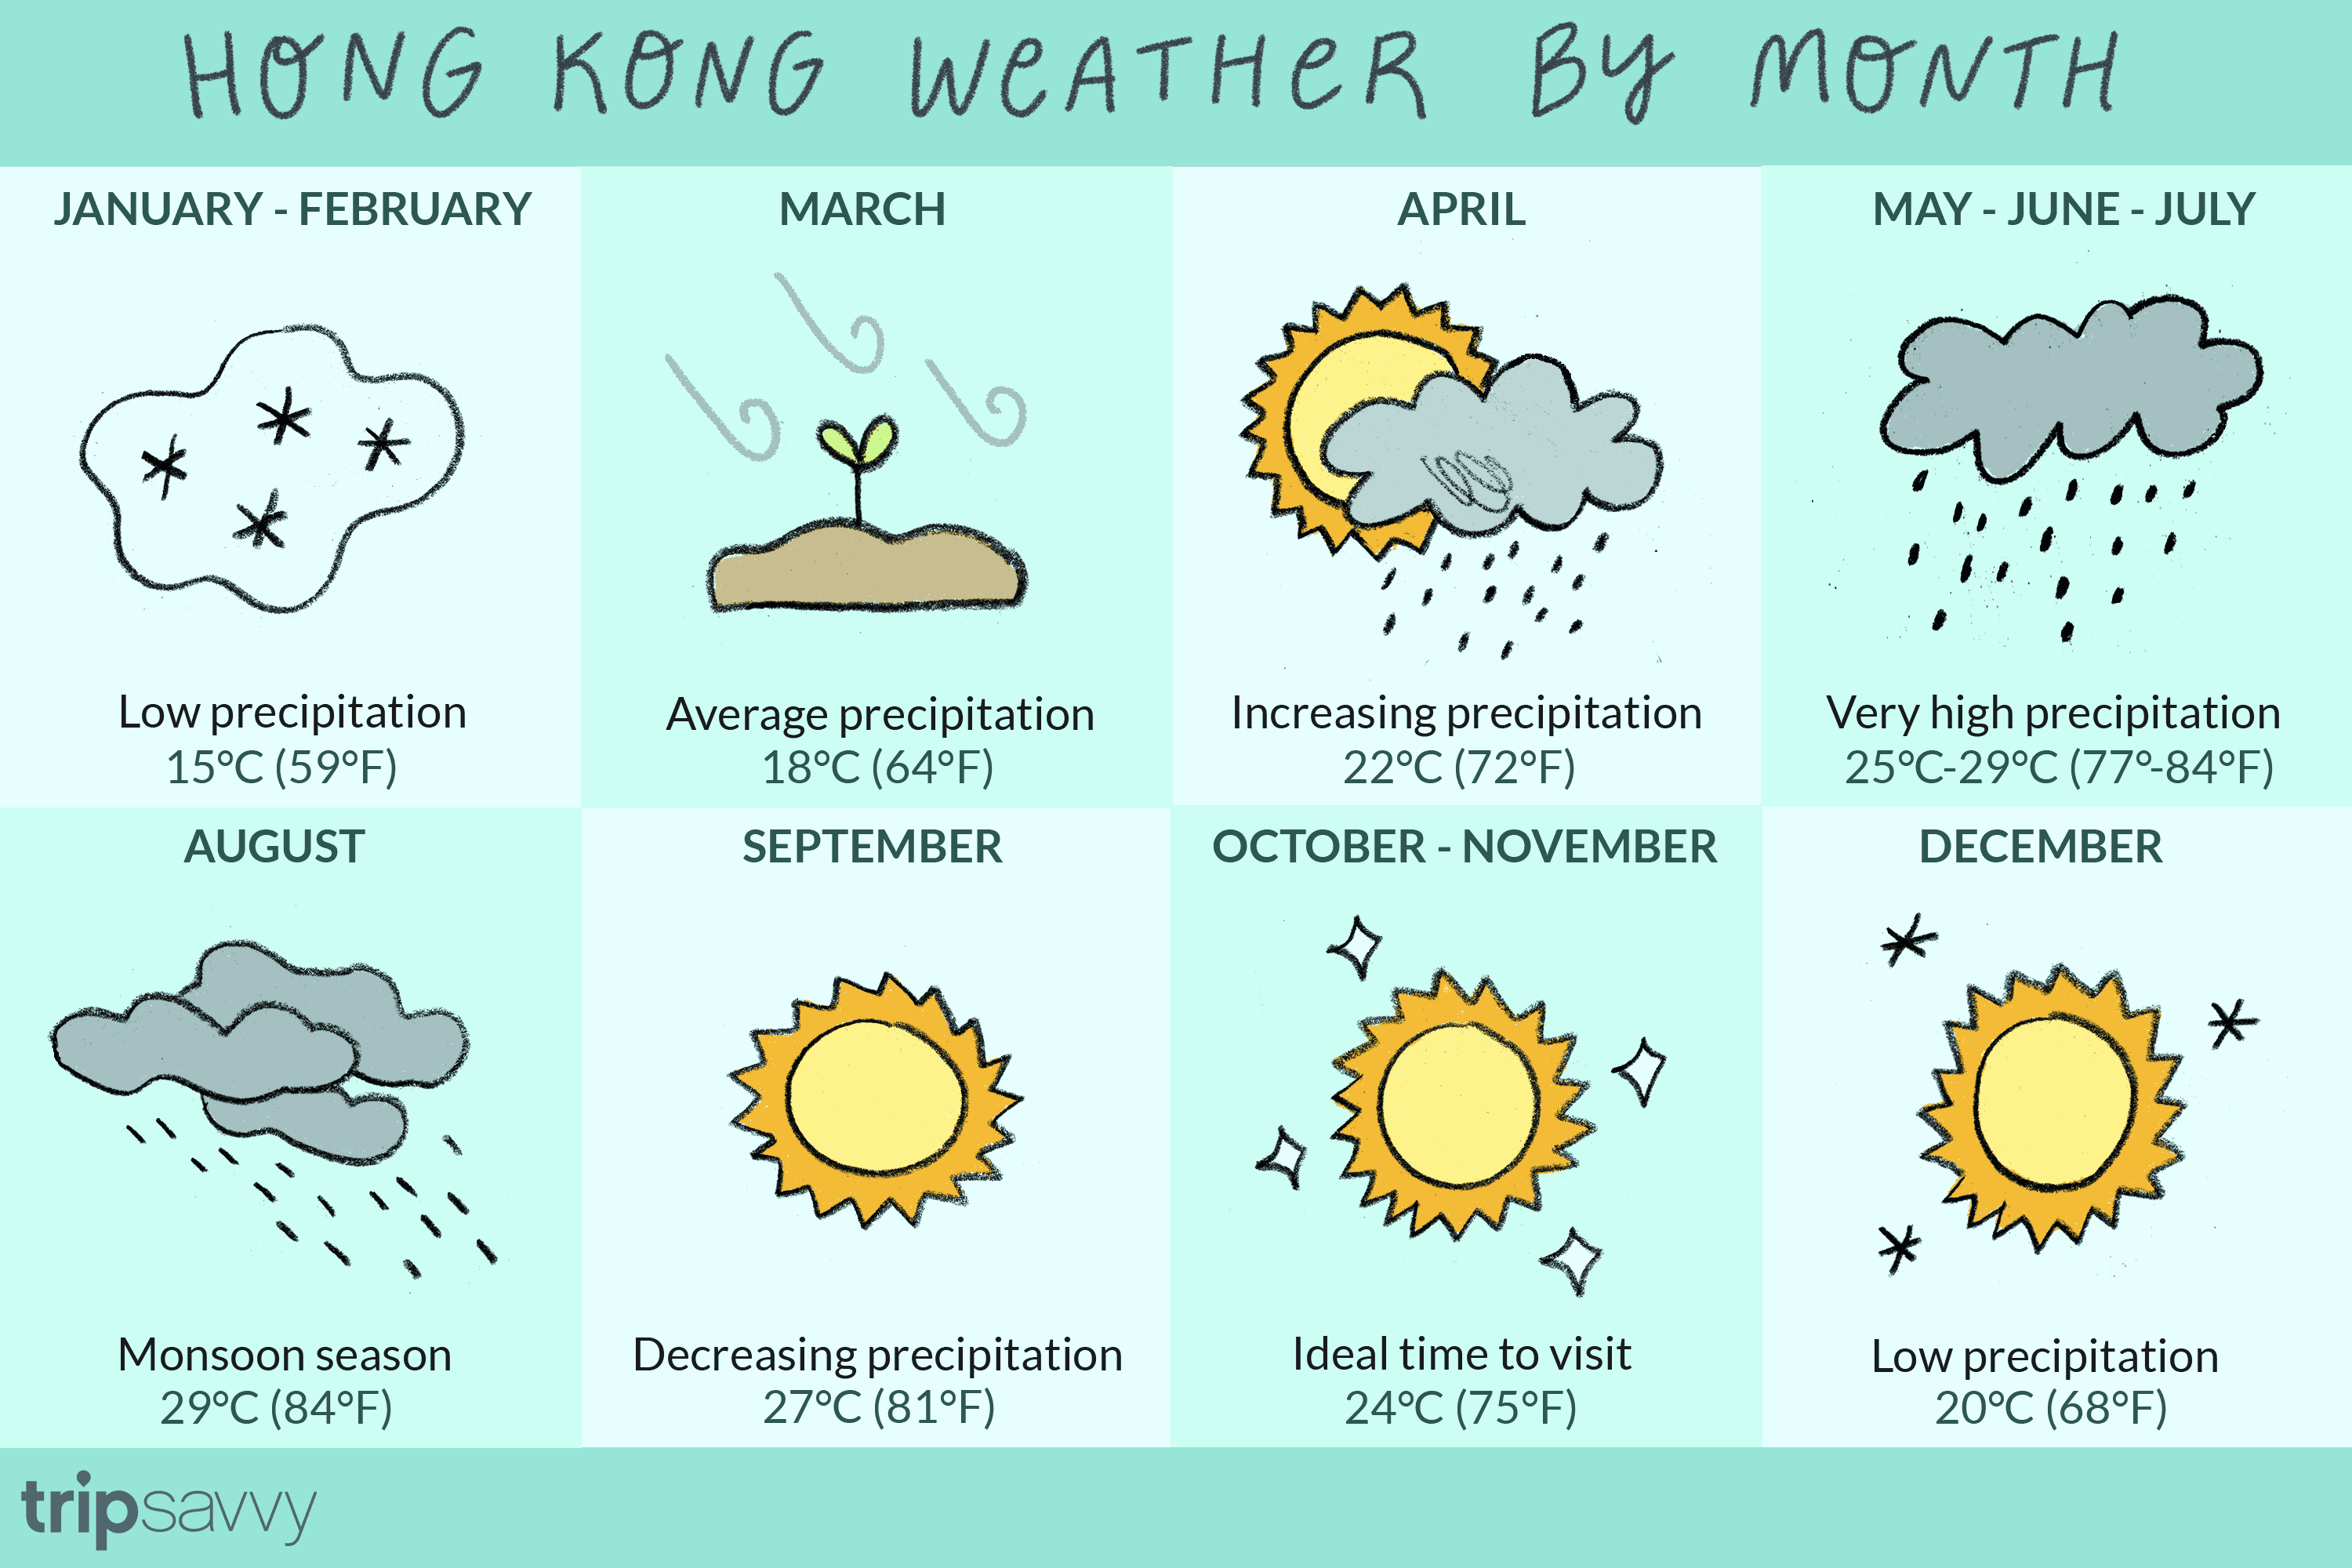 HONG KONG WEATHER BY MONTH
JANUARY - FEBRUARY
Low precipitation
15°C (59°F)
MARCH
Average precipitation
18°C (64°F)
APRIL
Increasing precipitation
22°C (72°F)
MAY - JUNE - JULY
Very high precipitation
25°C-29°C (77°-84°F)
AUGUST
Monsoon season
29°C (84°F)
SEPTEMBER
Decreasing precipitation
27°C (81°F)
OCTOBER - NOVEMBER
Ideal time to visit
24°C (75°F)
DECEMBER
Low precipitation
20°C (68°F)
tripsavvy